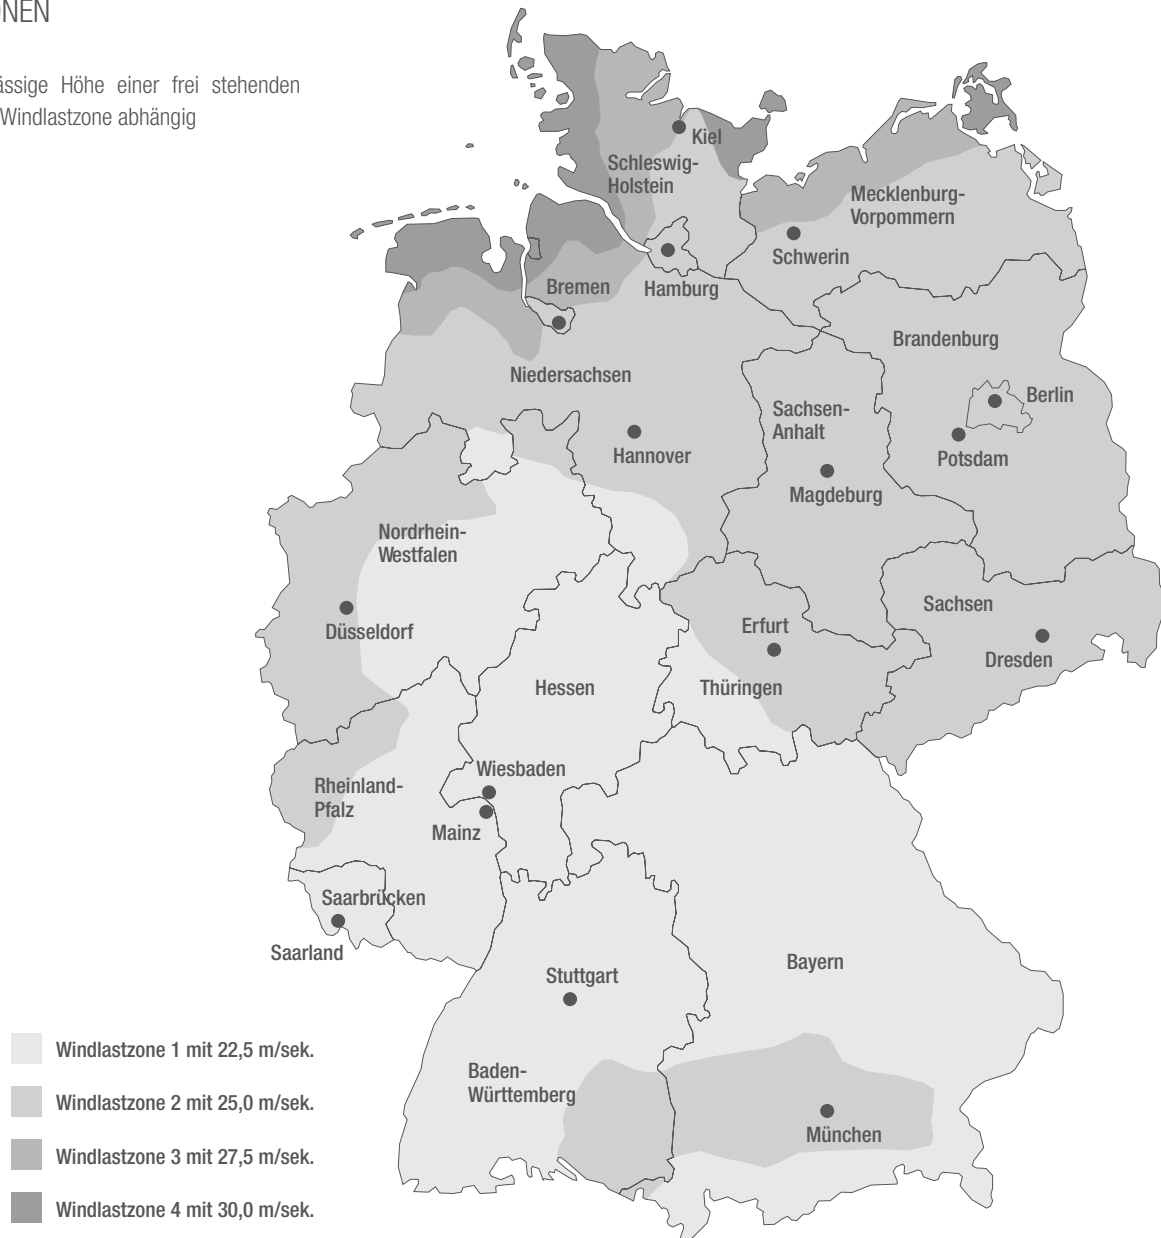 ONEN
ässige Höhe einer frei stehenden
Windlastzone abhängig
Kiel
Schleswig-
Holstein
Mecklenburg-
Vorpommern
Schwerin
Bremen
Hamburg
Brandenburg
Niedersachsen
Berlin
Sachsen-
Anhalt
Hannover
Potsdam
Magdeburg
Nordrhein-
Westfalen
Sachsen
Erfurt
Düsseldorf
Dresden
Hessen
Thüringen
Wiesbaden
Rheinland-
Pfalz
Mainz
Saarbrücken
Saarland
Bayern
Stuttgart
Baden-
Württemberg
München
Windlastzone 1 mit 22,5 m/sek.
Windlastzone 2 mit 25,0 m/sek.
Windlastzone 3 mit 27,5 m/sek.
Windlastzone 4 mit 30,0 m/sek.